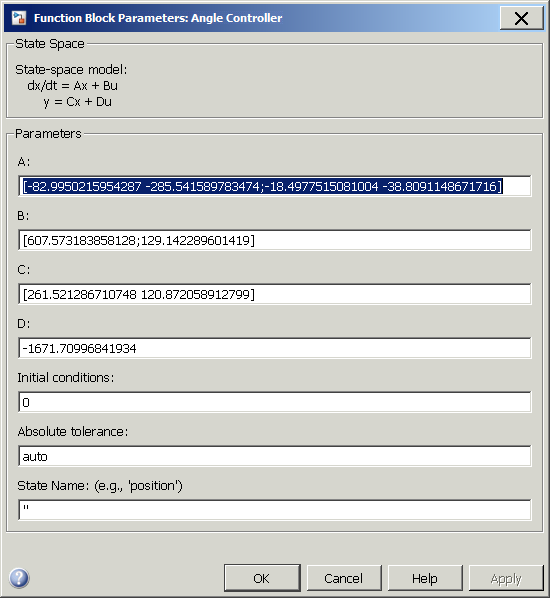 Function Block Parameters: Angle Controller
State Space
State-space model:
dx/dt = Ax + Bu
y = Cx + Du
Parameters
A:
[-82.9950215954287 -285.541589783474;-18.4977515081004 -38.8091148671716]
B:
[607.573183858128;129.142289601419]
C:
[261.521286710748 120.872058912799]
D:
-1671.70996841934
Initial conditions:
0
Absolute tolerance:
auto
State Name: (e.g., 'position')
''
OK Cancel Help Apply